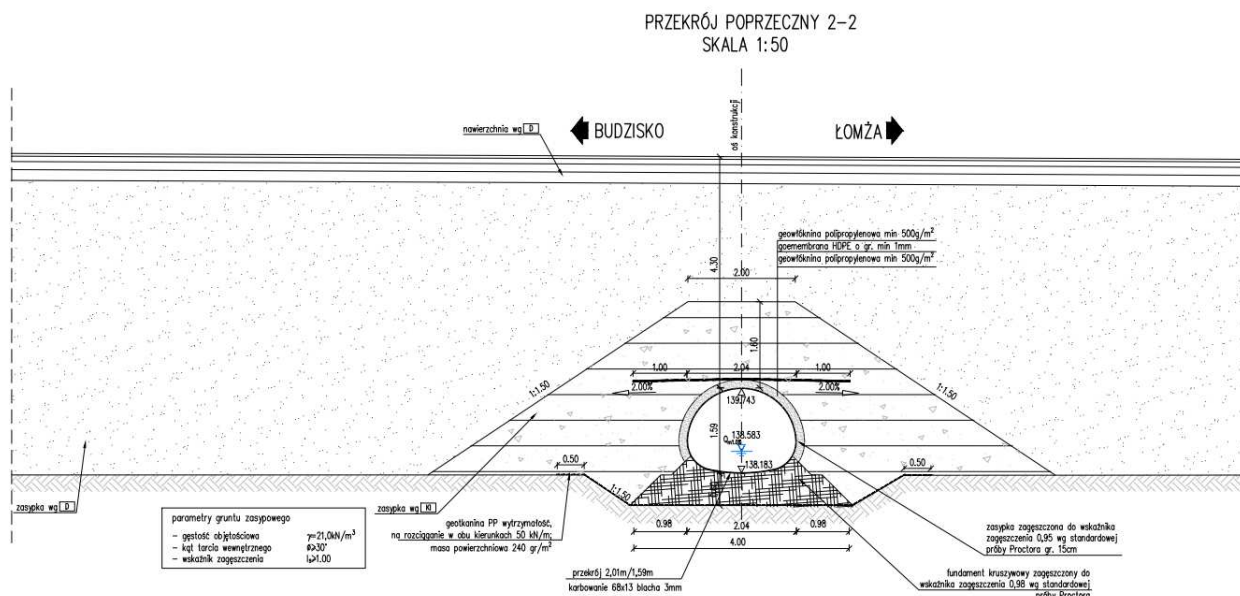 PRZEKRÓJ POPRZECZNY 2-2
SKALA 1:50
oś konstrukcji
BUDZISKO
ŁOMŻA
nawierzchnia wg D
4.30
geowłóknina polipropylenowa min 500g/m²
goemembrana HDPE o gr. min 1mm
geowłóknina polipropylenowa min 500g/m²
2.00
1.60
1.00
2.04
1.00
2.00%
2.00%
1:1.50
1:1.50
139.743
1.59
138.583
138.183
0.50
0.50
1:1.50
zasypka wg D
zasypka wg KI
parametry gruntu zasypowego
- gęstość objętościowa γ=21,0kN/m³
- kąt tarcia wewnętrznego Ø≥30°
- wskaźnik zagęszczenia Iₛ≥1.00
geotkanina PP wytrzymałość,
na rozciąganie w obu kierunkach 50 kN/m;
masa powierzchniowa 240 gr/m²
0.98
2.04
0.98
4.00
przekrój 2,01m/1,59m
karbowanie 68x13 blacha 3mm
zasypka zagęszczona do wskaźnika
zagęszczenia 0,95 wg standardowej
próby Proctora gr. 15cm
fundament kruszywowy zagęszczony do
wskaźnika zagęszczenia 0,98 wg standardowej
próby Proctora